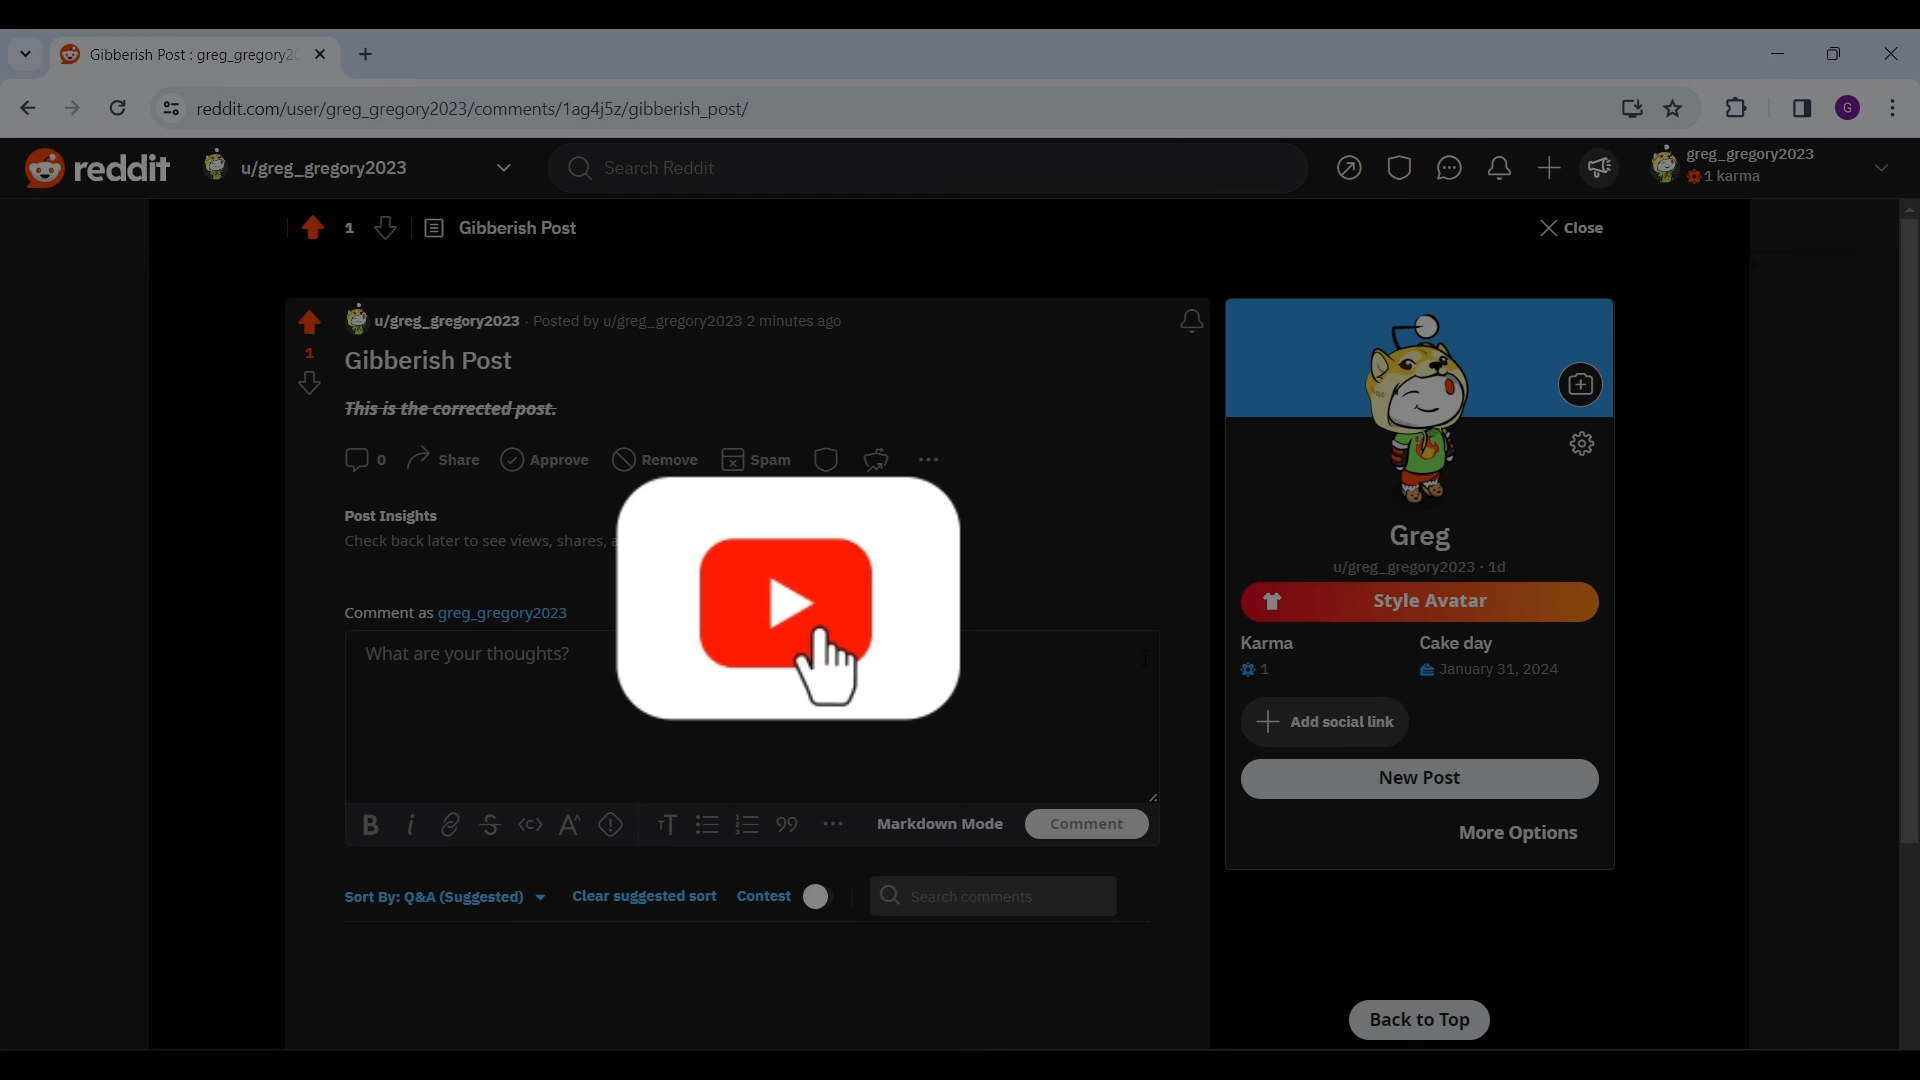 Gibberish Post : greg_gregory2
reddit.com/user/greg_gregory2023/comments/1ag4j5z/gibberish_post/
G
reddit
u/greg_gregory2023
Search Reddit
greg_gregory2023
1 karma
1
Gibberish Post
Close
u/greg_gregory2023 · Posted by u/greg_gregory2023 2 minutes ago
1
Gibberish Post
This is the corrected post.
0
Share
Approve
Remove
Spam
Post Insights
Check back later to see views, shares,
Comment as greg_gregory2023
What are your thoughts?
Markdown Mode
Comment
Sort By: Q&A (Suggested)
Clear suggested sort
Contest
Search comments
Greg
u/greg_gregory2023 · 1d
Style Avatar
Karma
Cake day
1
January 31, 2024
Add social link
New Post
More Options
Back to Top